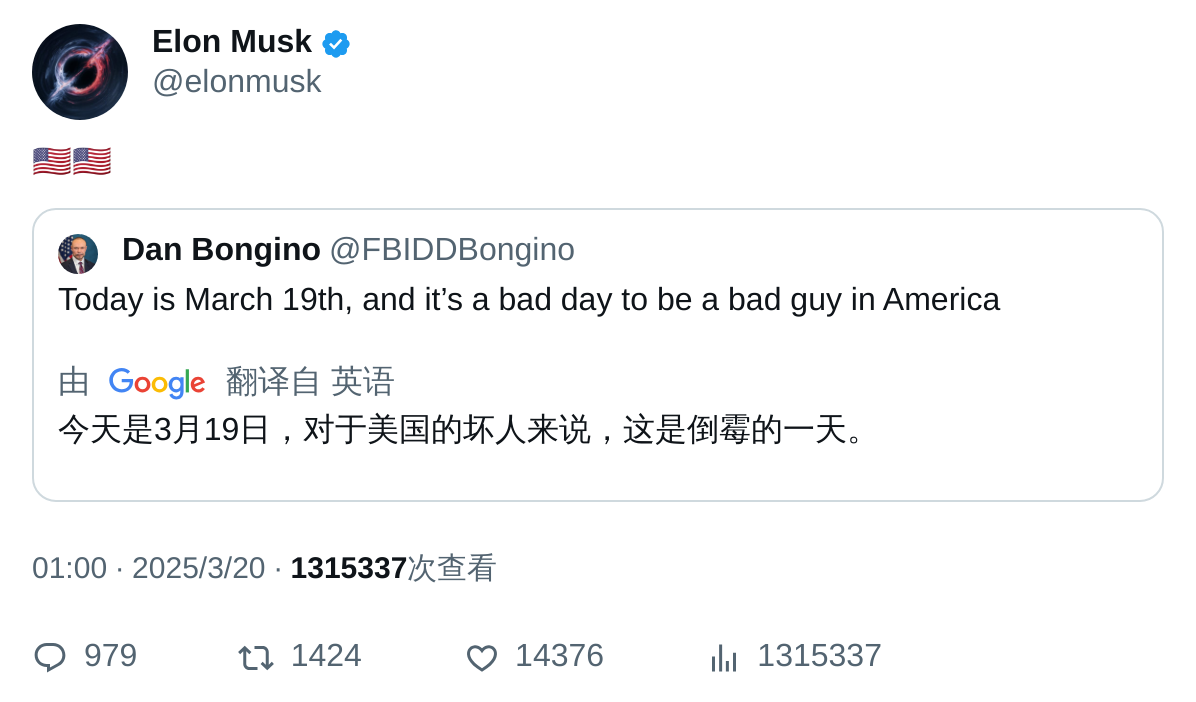 Elon Musk
@elonmusk
🇺🇸🇺🇸
Dan Bongino @FBIDDBongino
Today is March 19th, and it’s a bad day to be a bad guy in America
由 Google 翻译自 英语
今天是3月19日，对于美国的坏人来说，这是倒霉的一天。
01:00 · 2025/3/20 · 1315337次查看
979 1424 14376 1315337